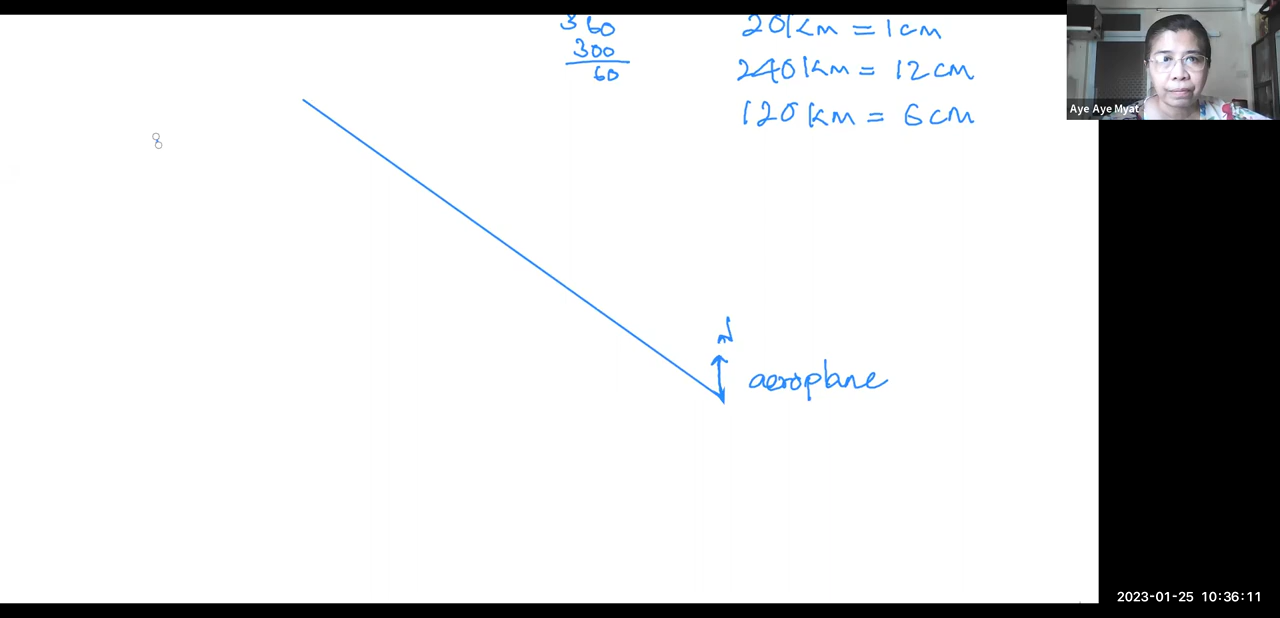 360
300
60
20km = 1cm
240km = 12cm
120km = 6cm
Aye Aye Myat
8
N
aeroplane
2023-01-25 10:36:11